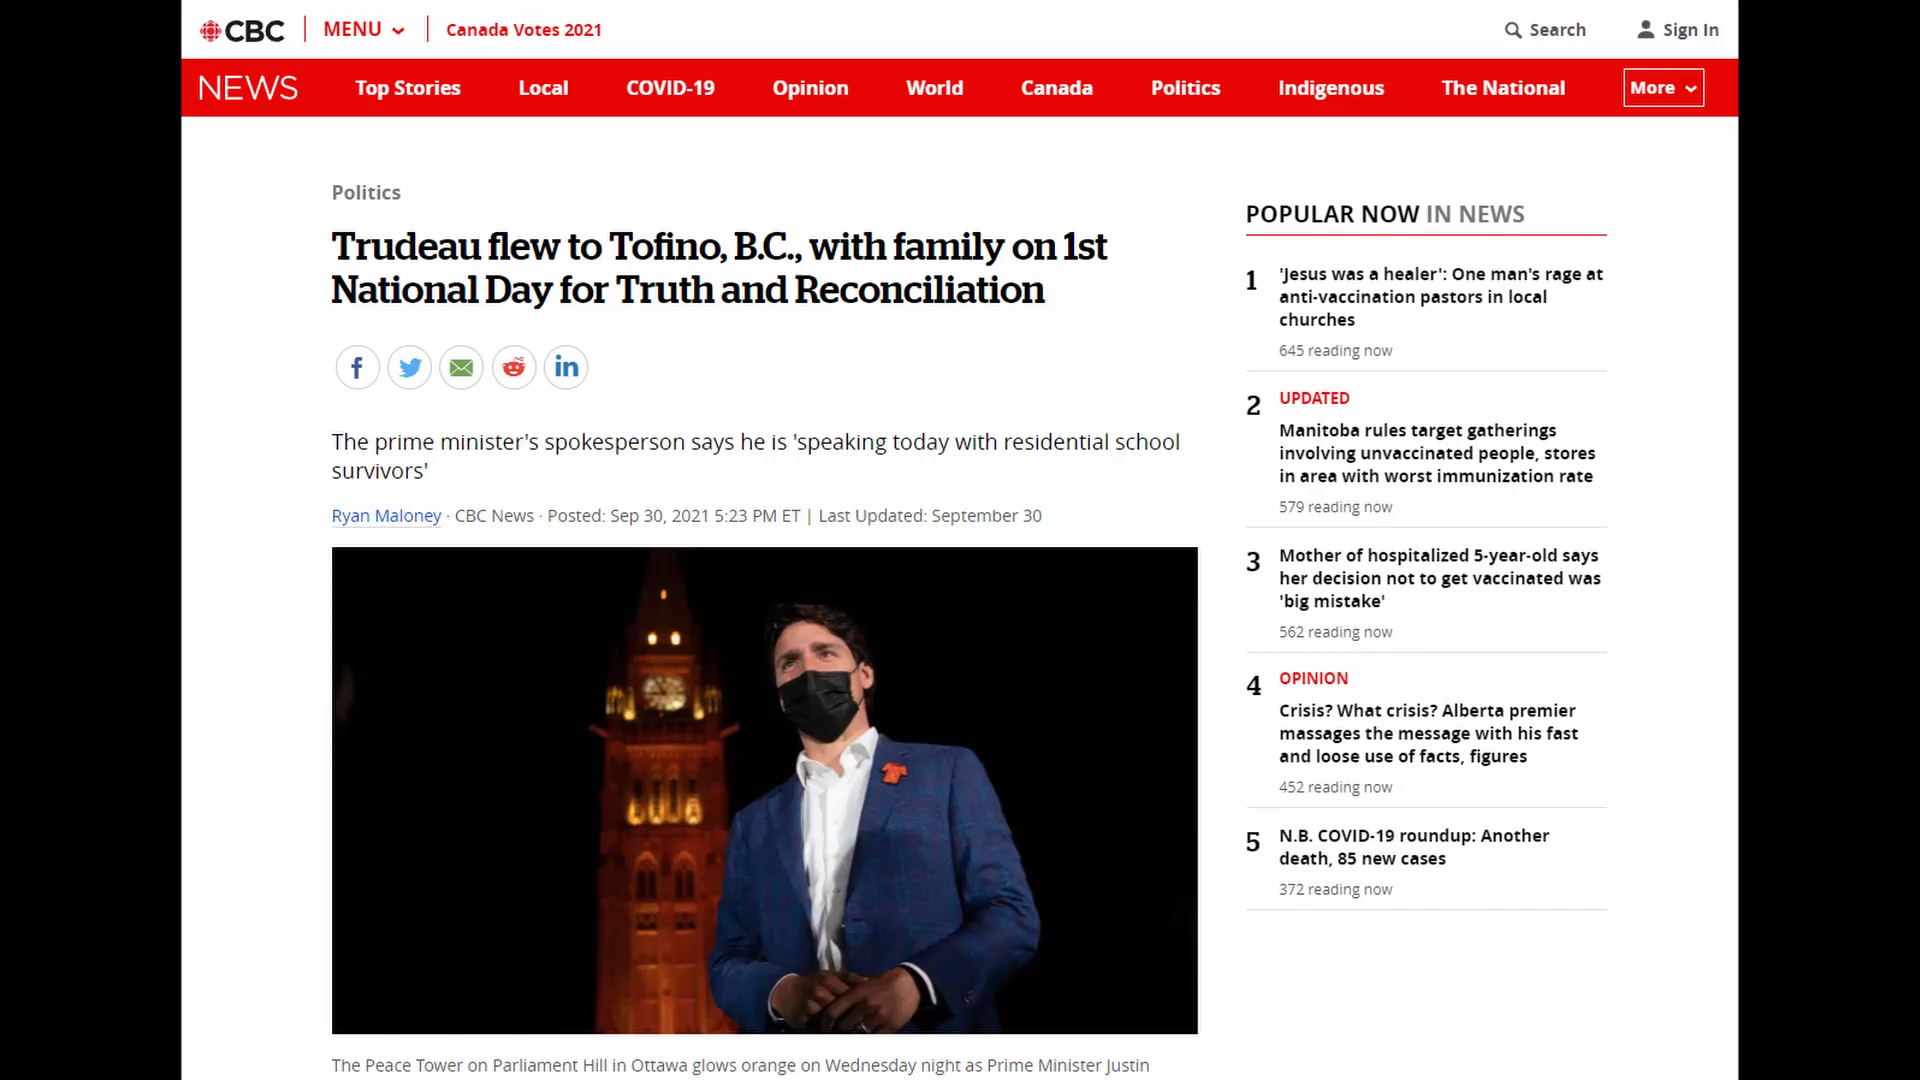 CBC
MENU
Canada Votes 2021
Search
Sign In
NEWS
Top Stories
Local
COVID-19
Opinion
World
Canada
Politics
Indigenous
The National
More
Politics
Trudeau flew to Tofino, B.C., with family on 1st
National Day for Truth and Reconciliation
The prime minister's spokesperson says he is 'speaking today with residential school
survivors'
Ryan Maloney · CBC News · Posted: Sep 30, 2021 5:23 PM ET | Last Updated: September 30
The Peace Tower on Parliament Hill in Ottawa glows orange on Wednesday night as Prime Minister Justin
POPULAR NOW IN NEWS
1
'Jesus was a healer': One man's rage at
anti-vaccination pastors in local
churches
645 reading now
2
UPDATED
Manitoba rules target gatherings
involving unvaccinated people, stores
in area with worst immunization rate
579 reading now
3
Mother of hospitalized 5-year-old says
her decision not to get vaccinated was
'big mistake'
562 reading now
4
OPINION
Crisis? What crisis? Alberta premier
massages the message with his fast
and loose use of facts, figures
452 reading now
5
N.B. COVID-19 roundup: Another
death, 85 new cases
372 reading now